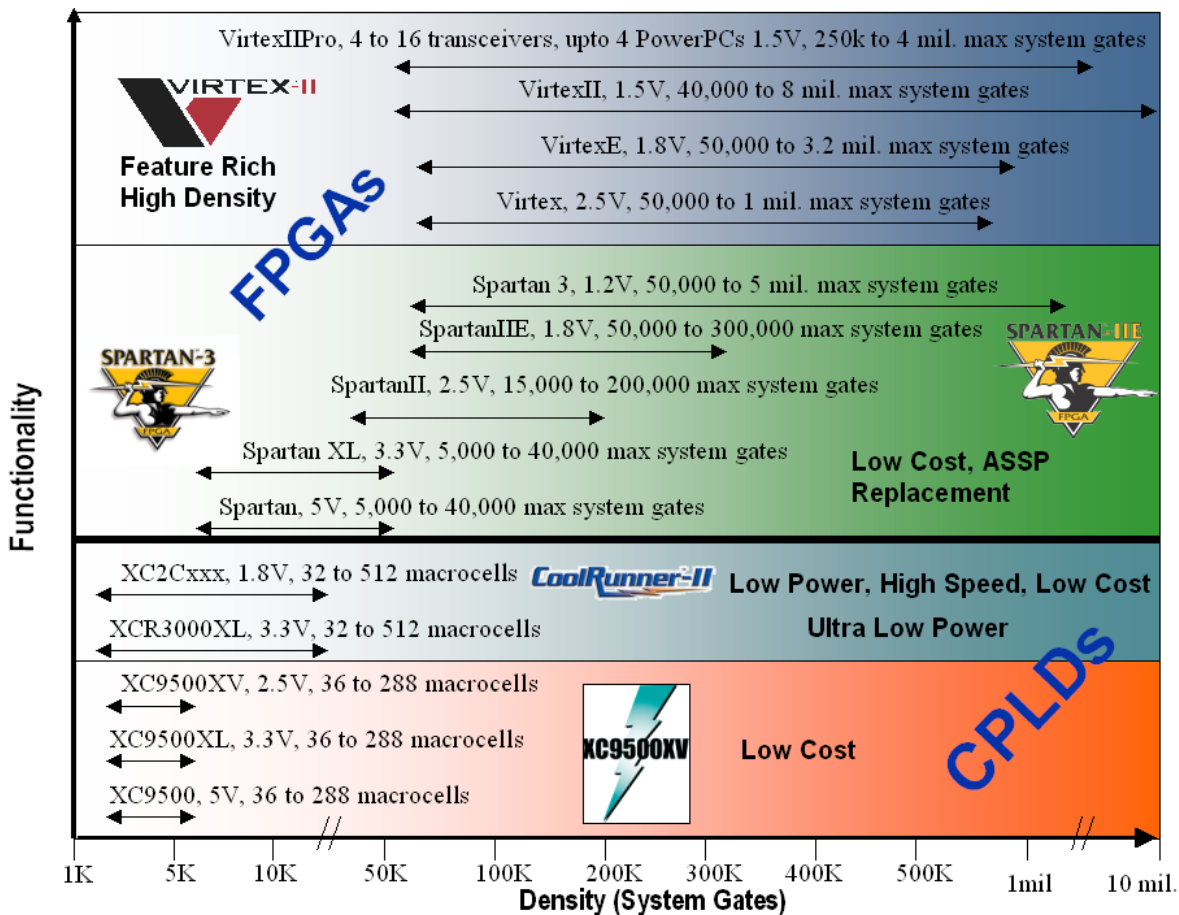 VirtexIIPro, 4 to 16 transceivers, upto 4 PowerPCs 1.5V, 250k to 4 mil. max system gates
VIRTEX-II
VirtexII, 1.5V, 40,000 to 8 mil. max system gates
VirtexE, 1.8V, 50,000 to 3.2 mil. max system gates
Feature Rich
High Density
Virtex, 2.5V, 50,000 to 1 mil. max system gates
FPGAs
Spartan 3, 1.2V, 50,000 to 5 mil. max system gates
SpartanIIE, 1.8V, 50,000 to 300,000 max system gates
SPARTAN-IIE
FPGA
SPARTAN-3
FPGA
SpartanII, 2.5V, 15,000 to 200,000 max system gates
Spartan XL, 3.3V, 5,000 to 40,000 max system gates
Low Cost, ASSP
Replacement
Spartan, 5V, 5,000 to 40,000 max system gates
Functionality
XC2Cxxx, 1.8V, 32 to 512 macrocells
CoolRunner-II
Low Power, High Speed, Low Cost
XCR3000XL, 3.3V, 32 to 512 macrocells
Ultra Low Power
CPLDs
XC9500XV, 2.5V, 36 to 288 macrocells
XC9500XL, 3.3V, 36 to 288 macrocells
XC9500XV
Low Cost
XC9500, 5V, 36 to 288 macrocells
1K 5K 10K 50K 100K 200K 300K 400K 500K 1mil 10 mil.
Density (System Gates)